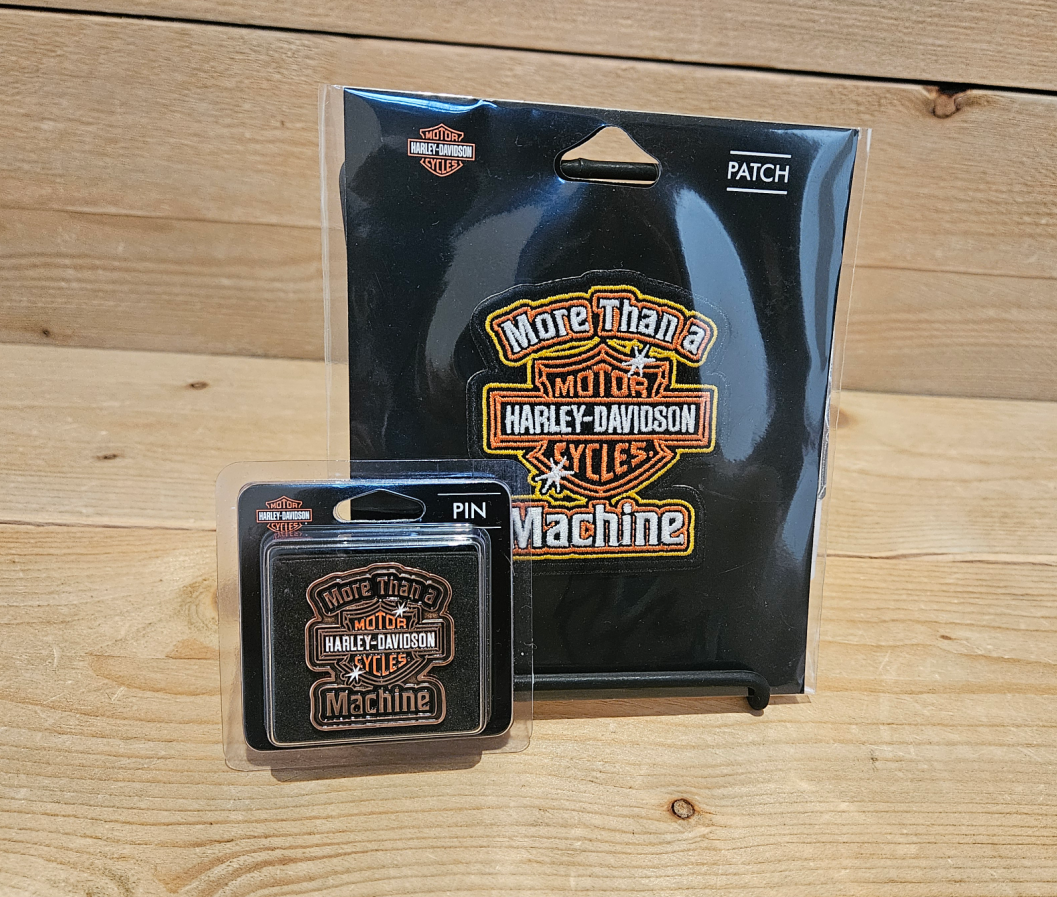 MOTOR
HARLEY-DAVIDSON
CYCLES
PATCH
More Than a
MOTOR
HARLEY-DAVIDSON
CYCLES
Machine
MOTOR
HARLEY-DAVIDSON
CYCLES
PIN
More Than a
MOTOR
HARLEY-DAVIDSON
CYCLES
Machine